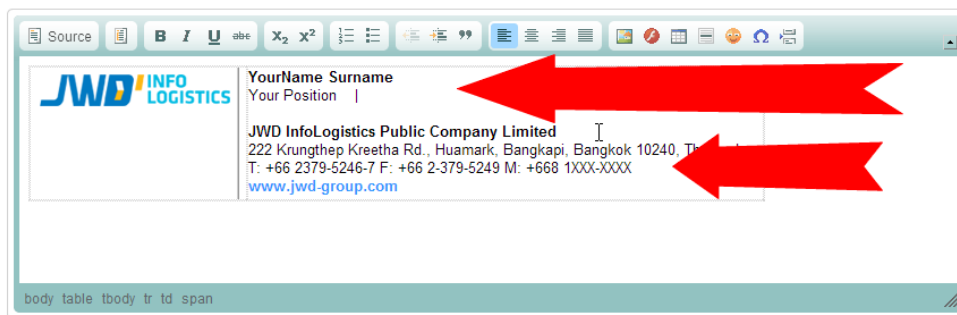 Source
B I U abc X₂ X²
JWD INFO LOGISTICS
YourName Surname
Your Position |
JWD InfoLogistics Public Company Limited
222 Krungthep Kreetha Rd., Huamark, Bangkapi, Bangkok 10240,
T: +66 2379-5246-7 F: +66 2-379-5249 M: +668 1XXX-XXXX
www.jwd-group.com
body table tbody tr td span